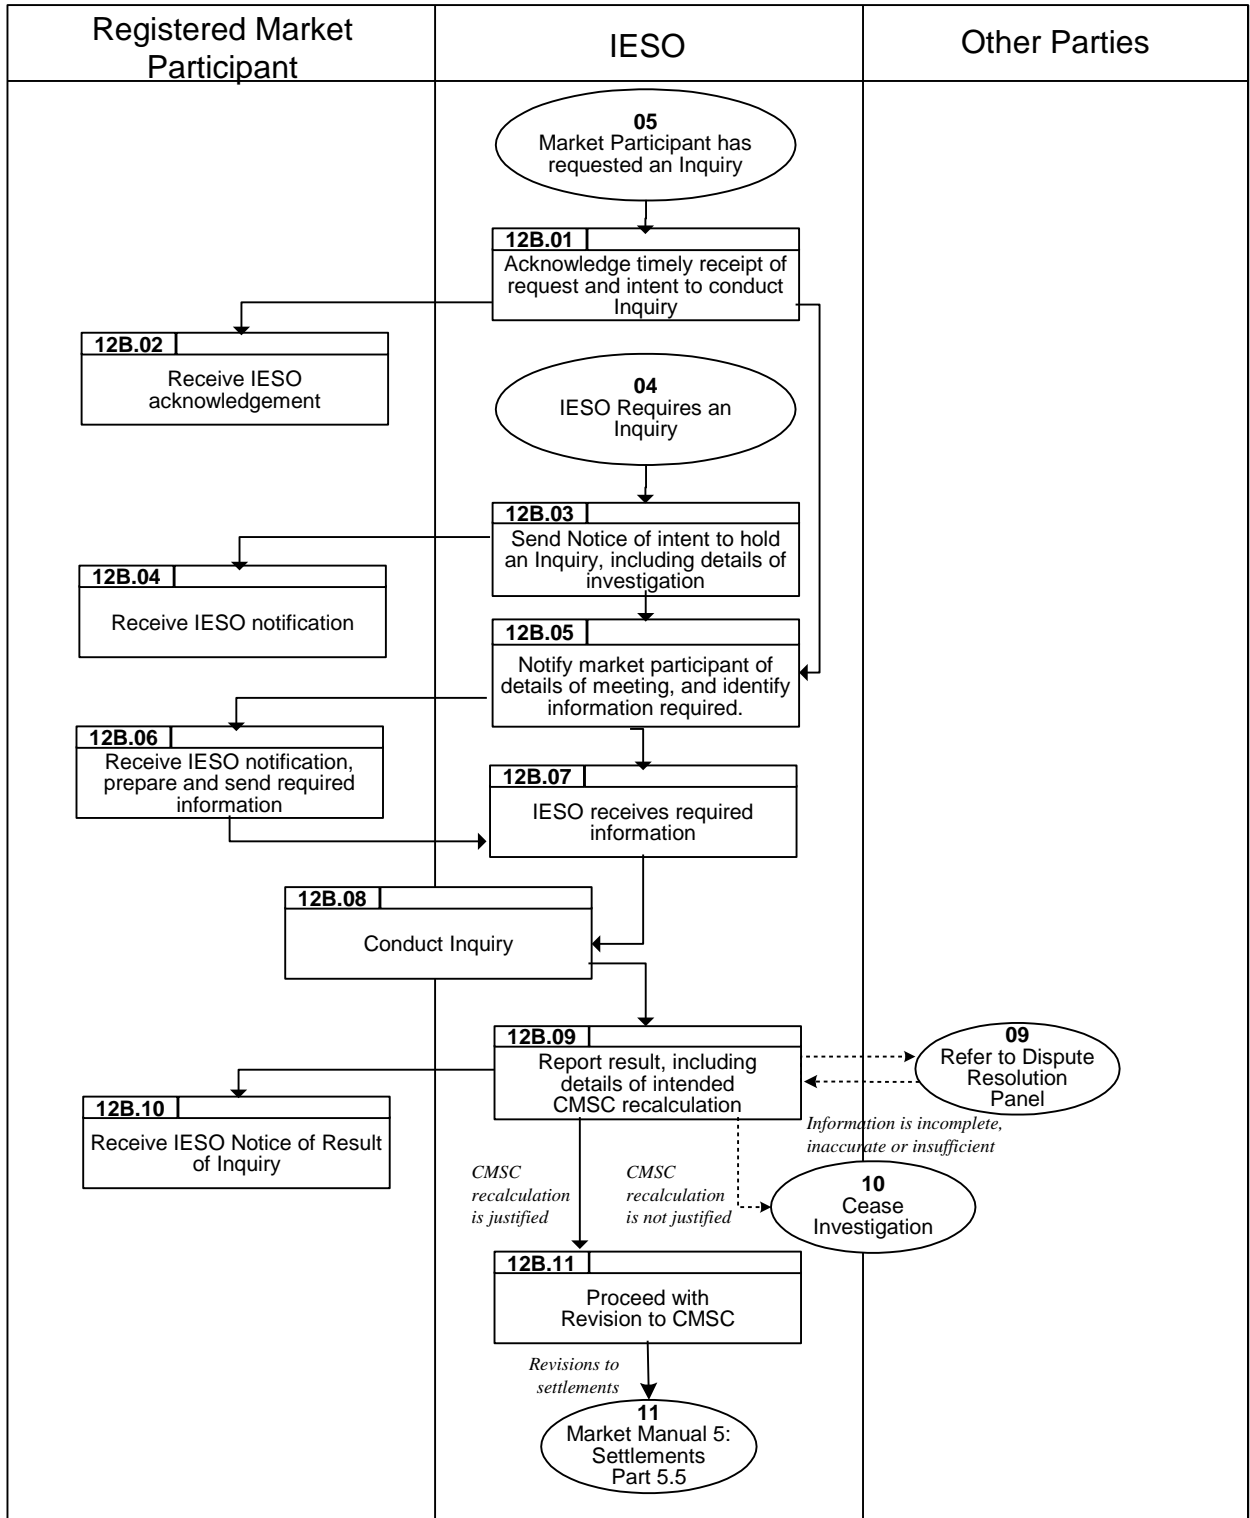 Registered Market
Participant
IESO
Other Parties
05
Market Participant has
requested an Inquiry
12B.01
Acknowledge timely receipt of
request and intent to conduct
Inquiry
12B.02
Receive IESO
acknowledgement
04
IESO Requires an
Inquiry
12B.03
Send Notice of intent to hold
an Inquiry, including details of
investigation
12B.04
Receive IESO notification
12B.05
Notify market participant of
details of meeting, and identify
information required.
12B.06
Receive IESO notification,
prepare and send required
information
12B.07
IESO receives required
information
12B.08
Conduct Inquiry
12B.09
Report result, including
details of intended
CMSC recalculation
09
Refer to Dispute
Resolution
Panel
Information is incomplete,
inaccurate or insufficient
12B.10
Receive IESO Notice of Result
of Inquiry
CMSC
recalculation
is justified
CMSC
recalculation
is not justified
10
Cease
Investigation
12B.11
Proceed with
Revision to CMSC
Revisions to
settlements
11
Market Manual 5:
Settlements
Part 5.5